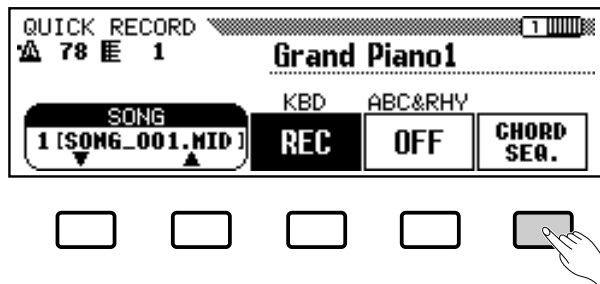 QUICK RECORD 1
78 1 Grand Piano1
KBD ABC&RHY
SONG
1[SONG_001.MID] REC OFF CHORD
SEQ.